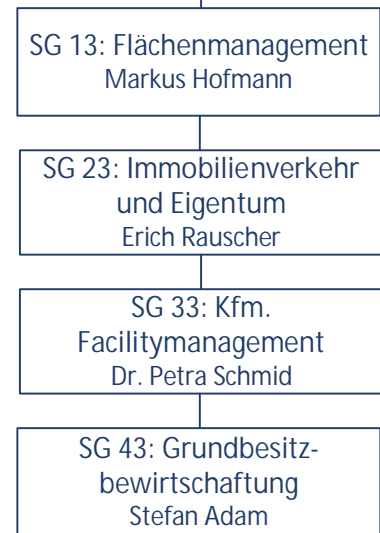 SG 13: Flächenmanagement
Markus Hofmann
SG 23: Immobilienverkehr
und Eigentum
Erich Rauscher
SG 33: Kfm.
Facilitymanagement
Dr. Petra Schmid
SG 43: Grundbesitz-
bewirtschaftung
Stefan Adam